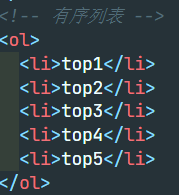 <!-- 有序列表 -->
<ol>
<li>top1</li>
<li>top2</li>
<li>top3</li>
<li>top4</li>
<li>top5</li>
</ol>